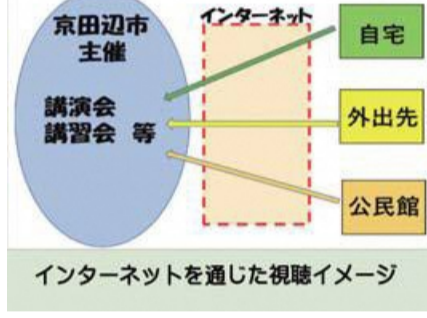 京田辺市
主催
講演会
講習会 等
インターネット
自宅
外出先
公民館
インターネットを通じた視聴イメージ